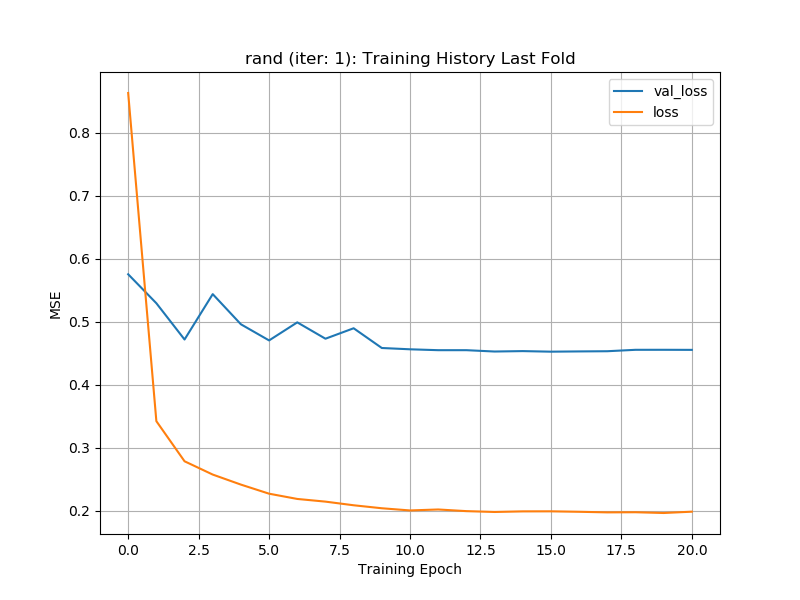 rand (iter: 1): Training History Last Fold
val_loss
loss
MSE
0.8
0.7
0.6
0.5
0.4
0.3
0.2
0.0 2.5 5.0 7.5 10.0 12.5 15.0 17.5 20.0
Training Epoch